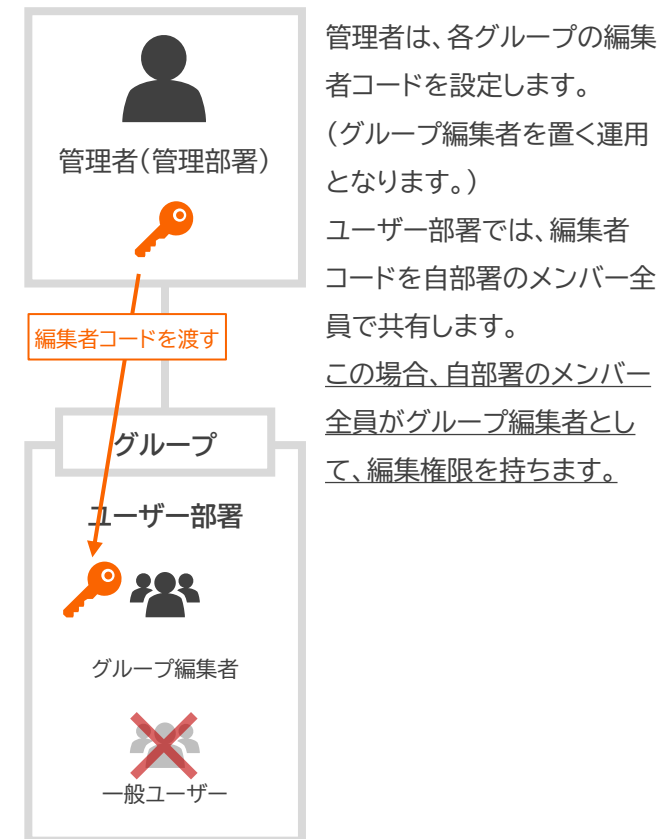 管理者(管理部署)
編集者コードを渡す
グループ
ユーザー部署
グループ編集者
一般ユーザー
管理者は、各グループの編集
者コードを設定します。
(グループ編集者を置く運用
となります。)
ユーザー部署では、編集者
コードを自部署のメンバー全
員で共有します。
この場合、自部署のメンバー
全員がグループ編集者とし
て、編集権限を持ちます。